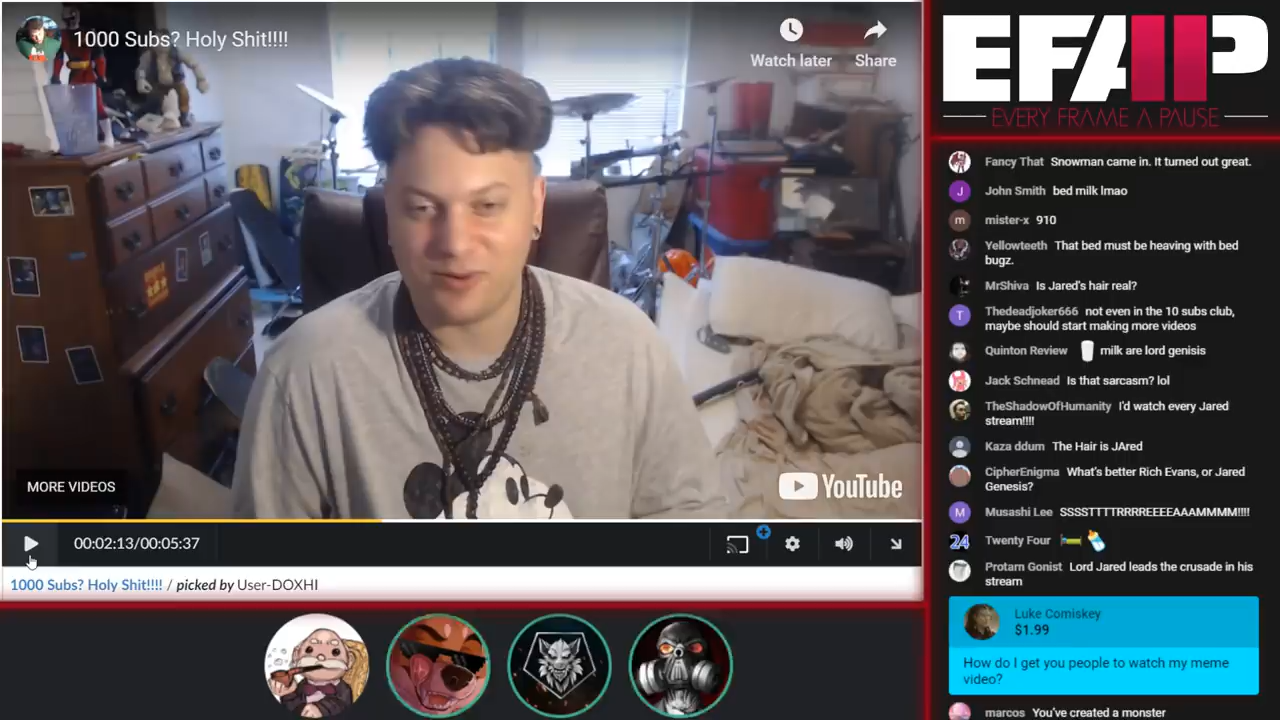 1000 Subs? Holy Shit!!!!
Watch later
Share
MORE VIDEOS
YouTube
00:02:13/00:05:37
1000 Subs? Holy Shit!!!! / picked by User-DOXHI
EFAP
EVERY FRAME A PAUSE
Fancy That Snowman came in. It turned out great.
J John Smith bed milk lmao
m mister-x 910
Yellowteeth That bed must be heaving with bed
bugz.
MrShiva Is Jared's hair real?
T Thedeadjoker666 not even in the 10 subs club,
maybe should start making more videos
Quinton Review milk are lord genisis
Jack Schnead Is that sarcasm? lol
TheShadowOfHumanity I'd watch every Jared
stream!!!!
Kaza ddum The Hair is JAred
CipherEnigma What's better Rich Evans, or Jared
Genesis?
M Musashi Lee SSSSTTTTRRRREEEEAAAMMMM!!!!
24 Twenty Four
Protam Gonist Lord Jared leads the crusade in his
stream
Luke Comiskey
$1.99
How do I get you people to watch my meme
video?
marcos You've created a monster